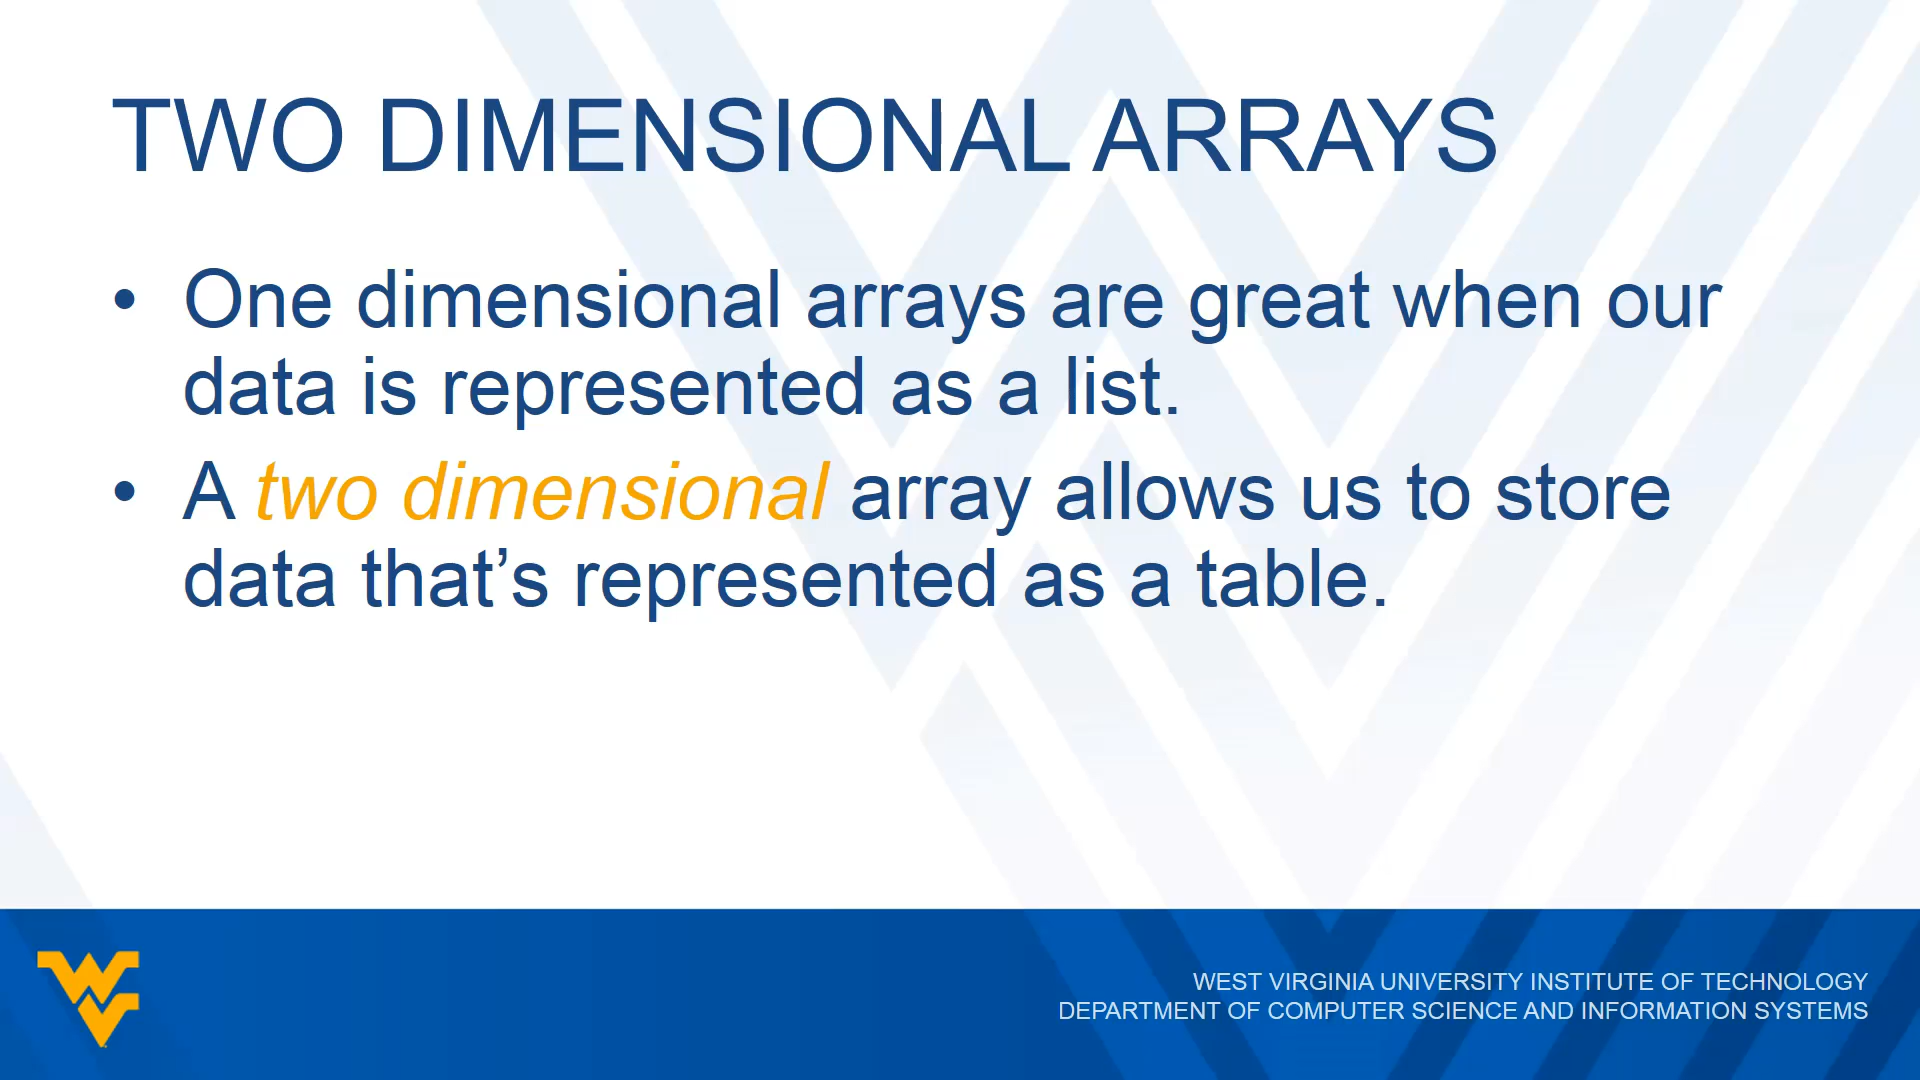 TWO DIMENSIONAL ARRAYS
• One dimensional arrays are great when our
data is represented as a list.
• A two dimensional array allows us to store
data that’s represented as a table.
WEST VIRGINIA UNIVERSITY INSTITUTE OF TECHNOLOGY
DEPARTMENT OF COMPUTER SCIENCE AND INFORMATION SYSTEMS